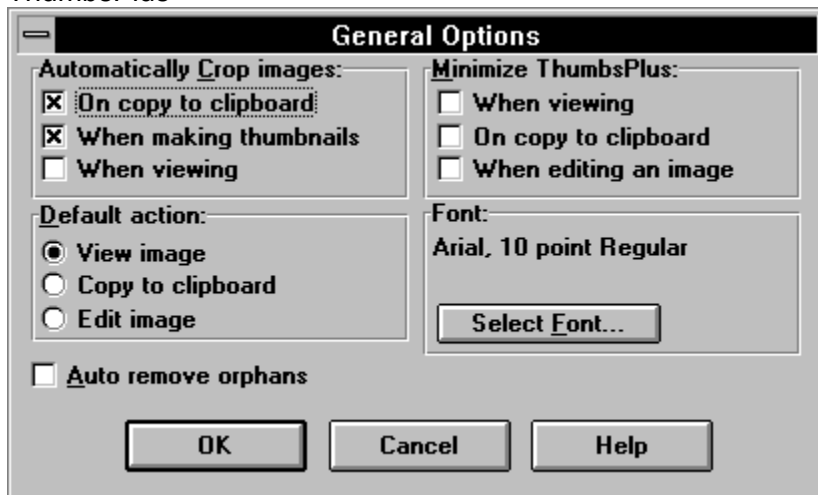 General Options
Automatically Crop images:
On copy to clipboard
When making thumbnails
When viewing
Minimize ThumbsPlus:
When viewing
On copy to clipboard
When editing an image
Default action:
View image
Copy to clipboard
Edit image
Font:
Arial, 10 point Regular
Select Font...
Auto remove orphans
OK
Cancel
Help